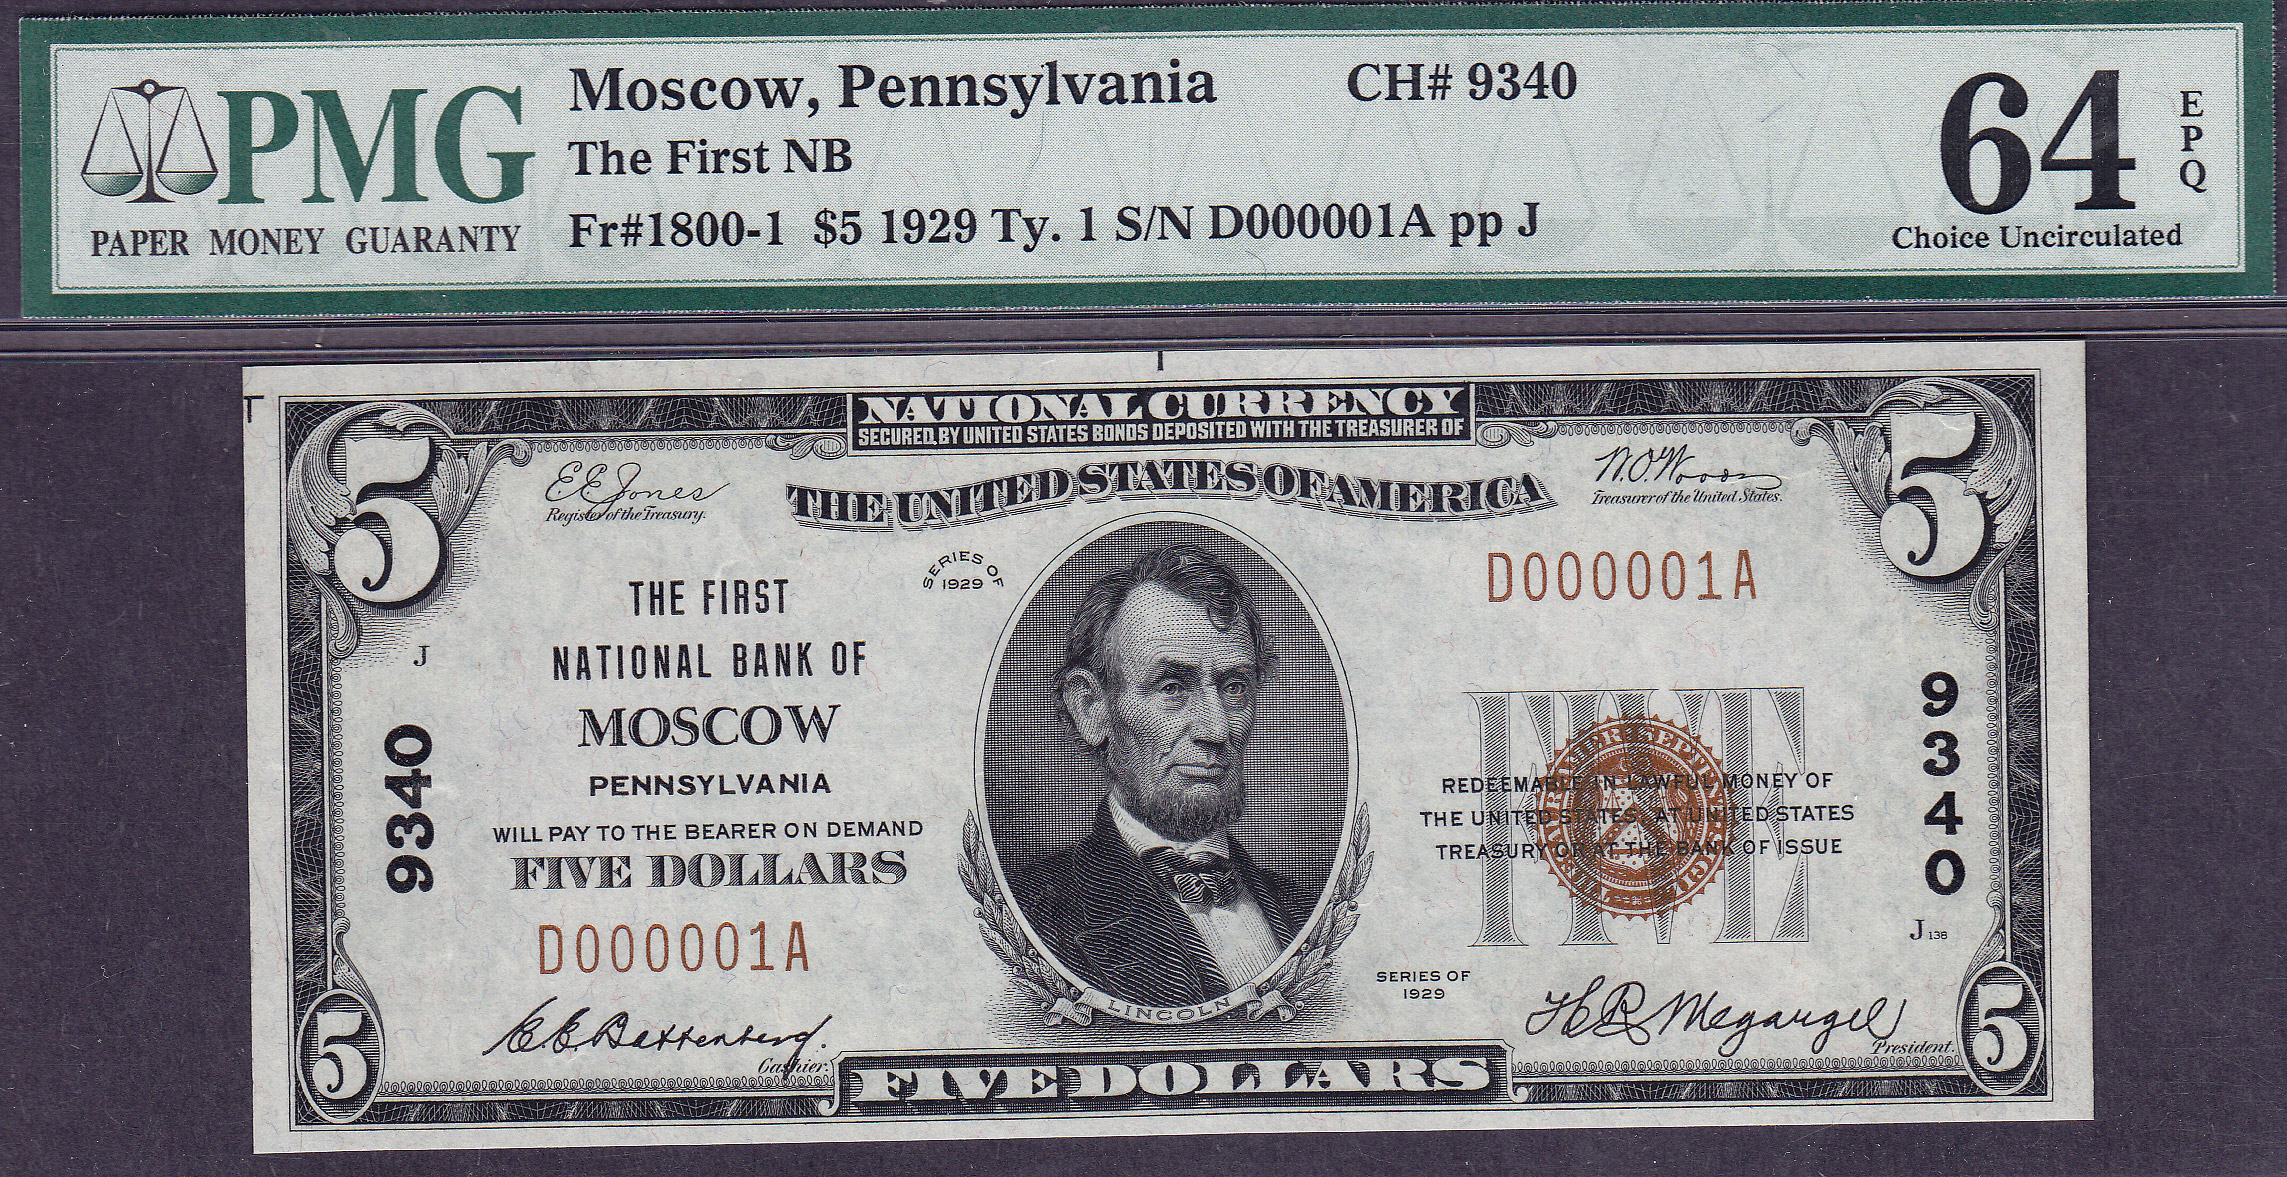 PMG
PAPER MONEY GUARANTY
Moscow, Pennsylvania CH# 9340
The First NB
Fr#1800-1 $5 1929 Ty. 1 S/N D000001A pp J
64 EPQ
Choice Uncirculated
T
NATIONAL CURRENCY
SECURED BY UNITED STATES BONDS DEPOSITED WITH THE TREASURER OF
THE UNITED STATES OF AMERICA
5
5
E.E. Jones
Register of the Treasury.
W.O. Woods
Treasurer of the United States.
SERIES OF
1929
D000001A
THE FIRST
NATIONAL BANK OF
MOSCOW
PENNSYLVANIA
WILL PAY TO THE BEARER ON DEMAND
FIVE DOLLARS
D000001A
J
9340
9340
FIVE
REDEEMABLE IN LAWFUL MONEY OF
THE UNITED STATES, AT UNITED STATES
TREASURY OR AT THE BANK OF ISSUE
J 138
SERIES OF
1929
LINCOLN
E.E. Battenberg.
Cashier.
H R Megargel
President.
5
FIVE DOLLARS
5